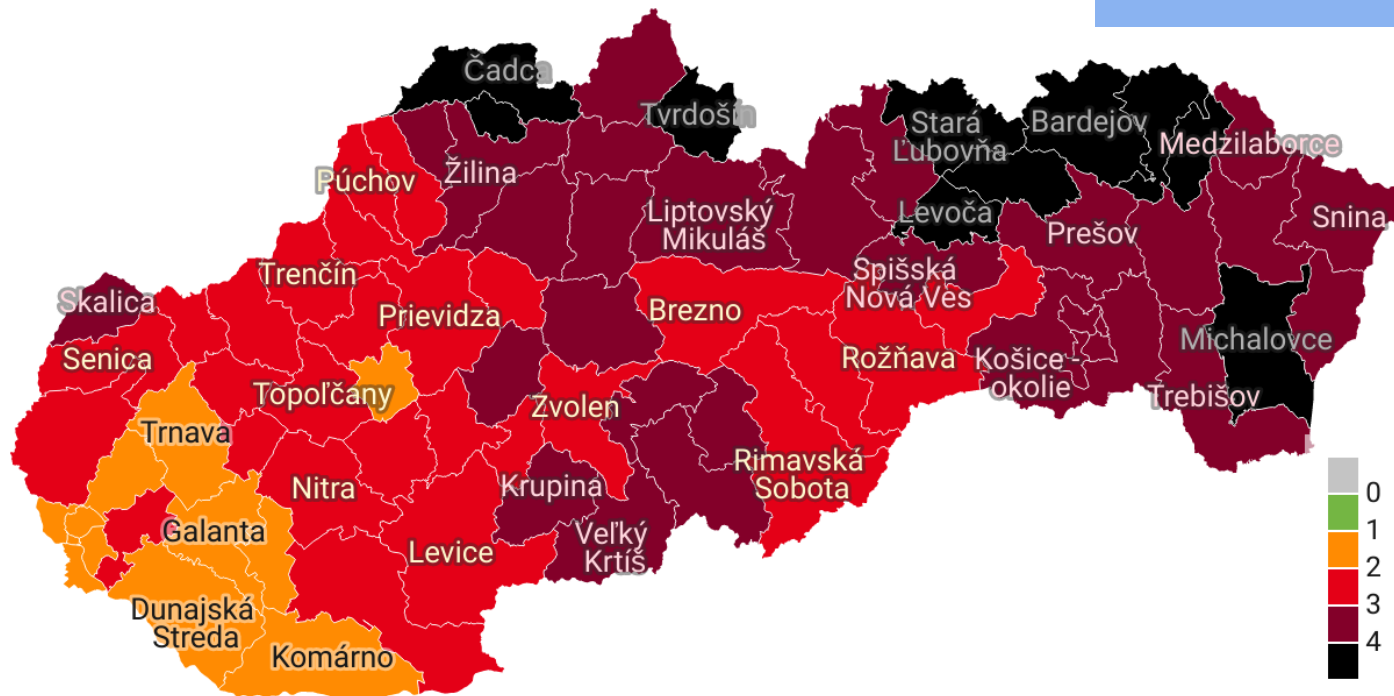 Čadca
Tvrdošín
Stará
Ľubovňa
Bardejov
Medzilaborce
Púchov
Žilina
Liptovský
Mikuláš
Levoča
Prešov
Snina
Trenčín
Spišská
Nová Ves
Skalica
Prievidza
Brezno
Senica
Rožňava
Košice-
okolie
Michalovce
Topoľčany
Zvolen
Trebišov
Trnava
Nitra
Krupina
Rimavská
Sobota
Galanta
Levice
Veľký
Krtíš
Dunajská
Streda
Komárno
0
1
2
3
4